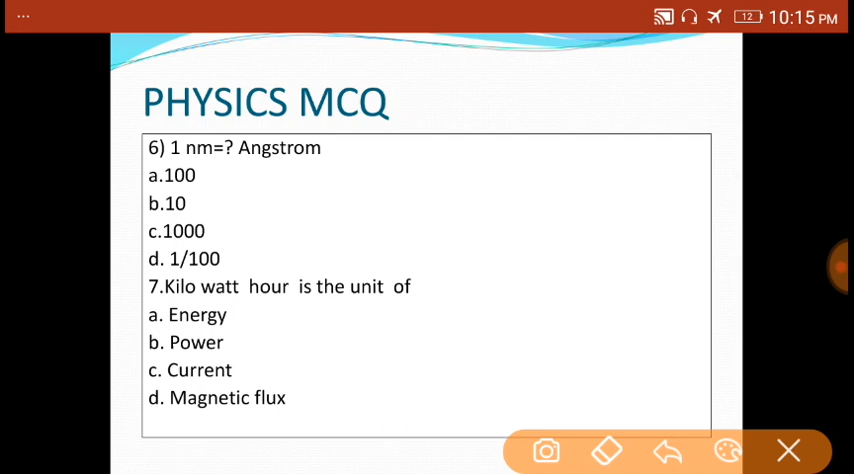 ...
12 10:15 PM
PHYSICS MCQ
6) 1 nm=? Angstrom
a.100
b.10
c.1000
d. 1/100
7.Kilo watt hour is the unit of
a. Energy
b. Power
c. Current
d. Magnetic flux